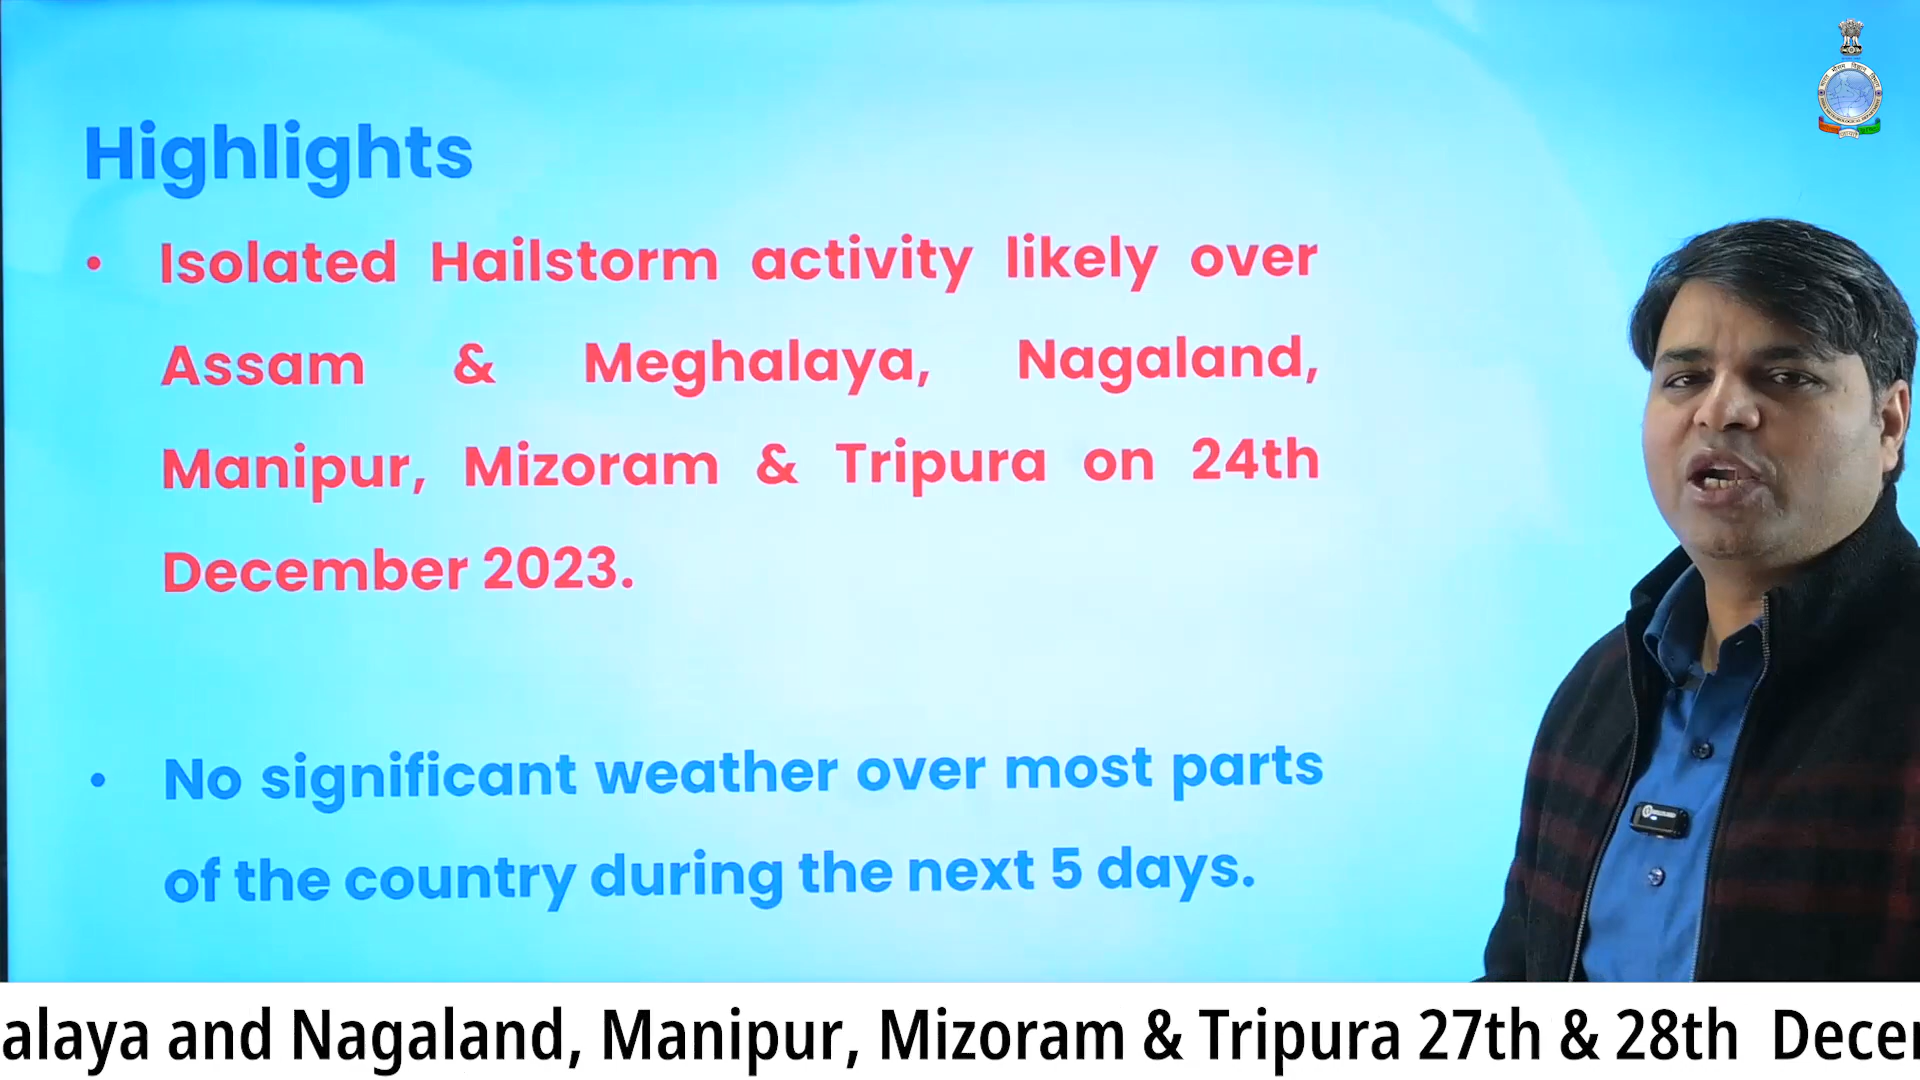 Highlights
• Isolated Hailstorm activity likely over
Assam & Meghalaya, Nagaland,
Manipur, Mizoram & Tripura on 24th
December 2023.
• No significant weather over most parts
of the country during the next 5 days.
alaya and Nagaland, Manipur, Mizoram & Tripura 27th & 28th Decer